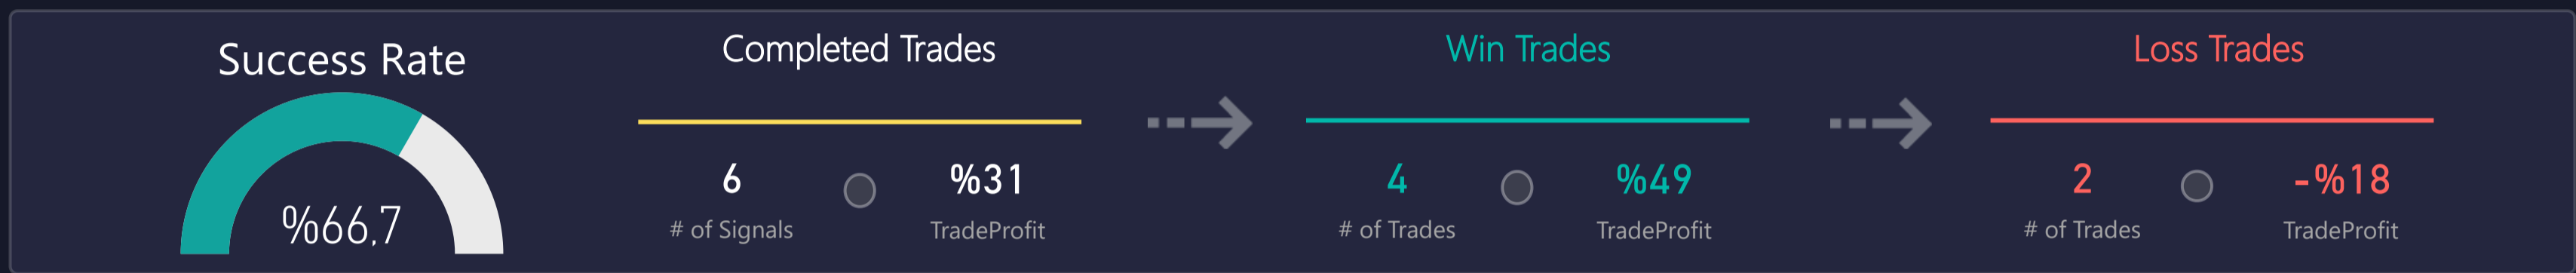 Success Rate
%66,7
Completed Trades
6 %31
# of Signals TradeProfit
Win Trades
4 %49
# of Trades TradeProfit
Loss Trades
2 -%18
# of Trades TradeProfit